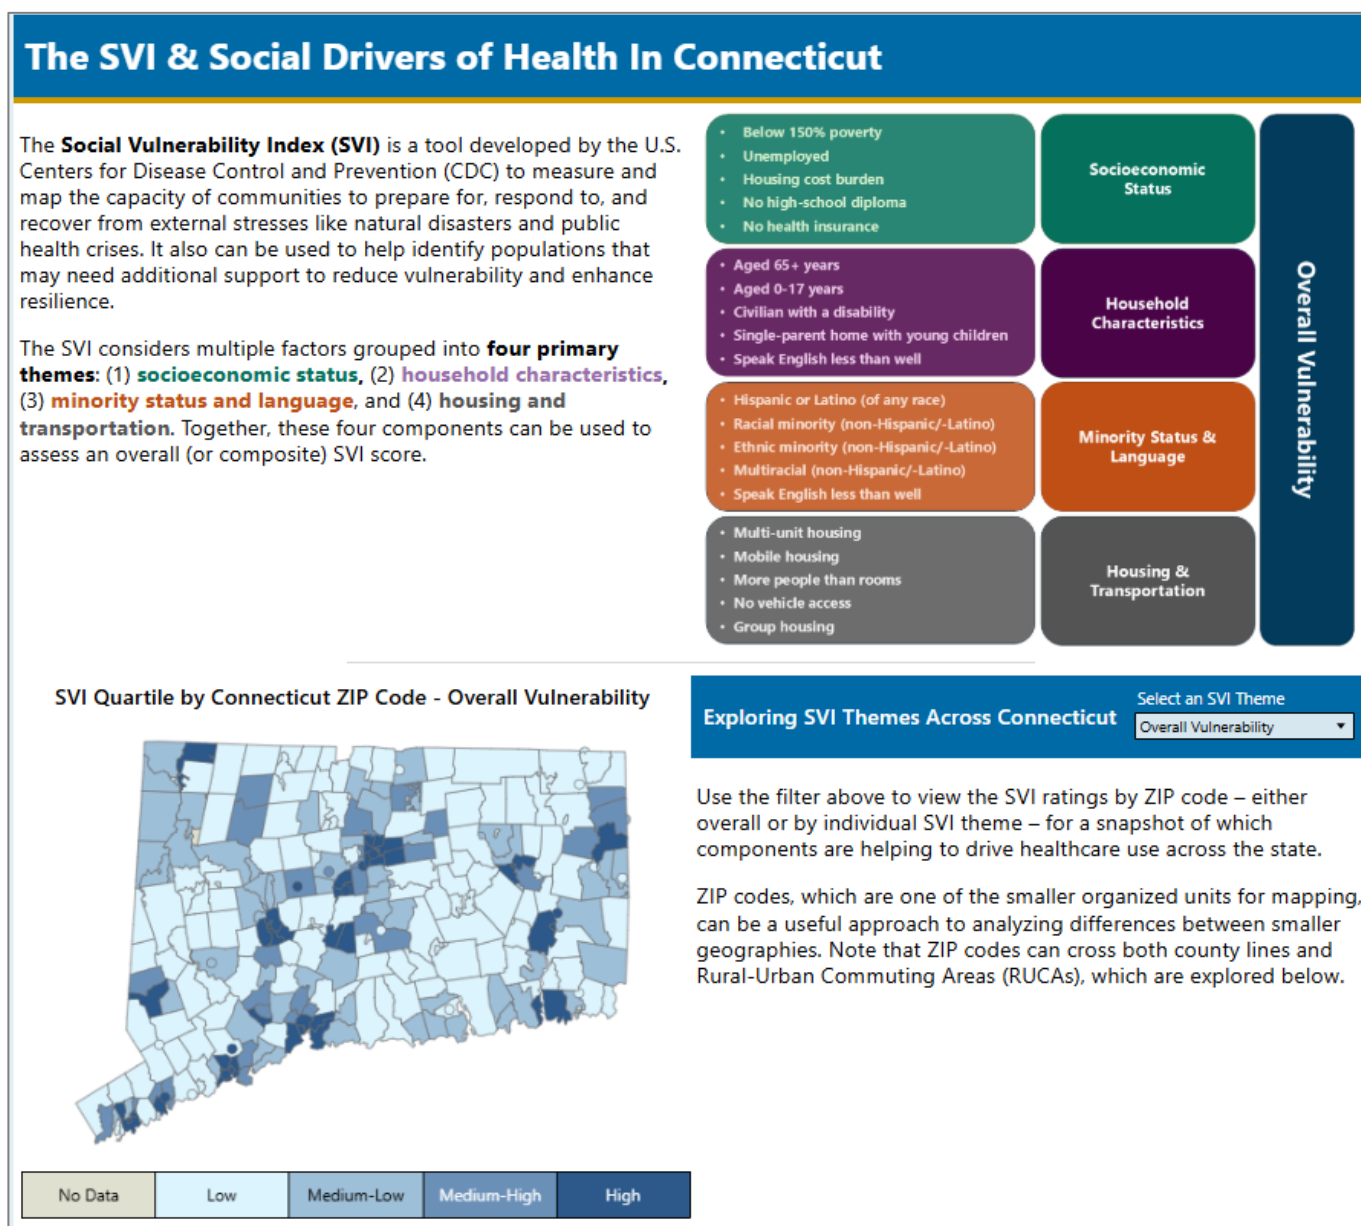 The SVI & Social Drivers of Health In Connecticut
The Social Vulnerability Index (SVI) is a tool developed by the U.S.
Centers for Disease Control and Prevention (CDC) to measure and
map the capacity of communities to prepare for, respond to, and
recover from external stresses like natural disasters and public
health crises. It also can be used to help identify populations that
may need additional support to reduce vulnerability and enhance
resilience.
The SVI considers multiple factors grouped into four primary
themes: (1) socioeconomic status, (2) household characteristics,
(3) minority status and language, and (4) housing and
transportation. Together, these four components can be used to
assess an overall (or composite) SVI score.
• Below 150% poverty
• Unemployed
• Housing cost burden
• No high-school diploma
• No health insurance
Socioeconomic
Status
• Aged 65+ years
• Aged 0-17 years
• Civilian with a disability
• Single-parent home with young children
• Speak English less than well
Household
Characteristics
• Hispanic or Latino (of any race)
• Racial minority (non-Hispanic/-Latino)
• Ethnic minority (non-Hispanic/-Latino)
• Multiracial (non-Hispanic/-Latino)
• Speak English less than well
Minority Status &
Language
• Multi-unit housing
• Mobile housing
• More people than rooms
• No vehicle access
• Group housing
Housing &
Transportation
Overall Vulnerability
SVI Quartile by Connecticut ZIP Code - Overall Vulnerability
No Data
Low
Medium-Low
Medium-High
High
Exploring SVI Themes Across Connecticut
Select an SVI Theme
Overall Vulnerability
Use the filter above to view the SVI ratings by ZIP code – either
overall or by individual SVI theme – for a snapshot of which
components are helping to drive healthcare use across the state.
ZIP codes, which are one of the smaller organized units for mapping,
can be a useful approach to analyzing differences between smaller
geographies. Note that ZIP codes can cross both county lines and
Rural-Urban Commuting Areas (RUCAs), which are explored below.